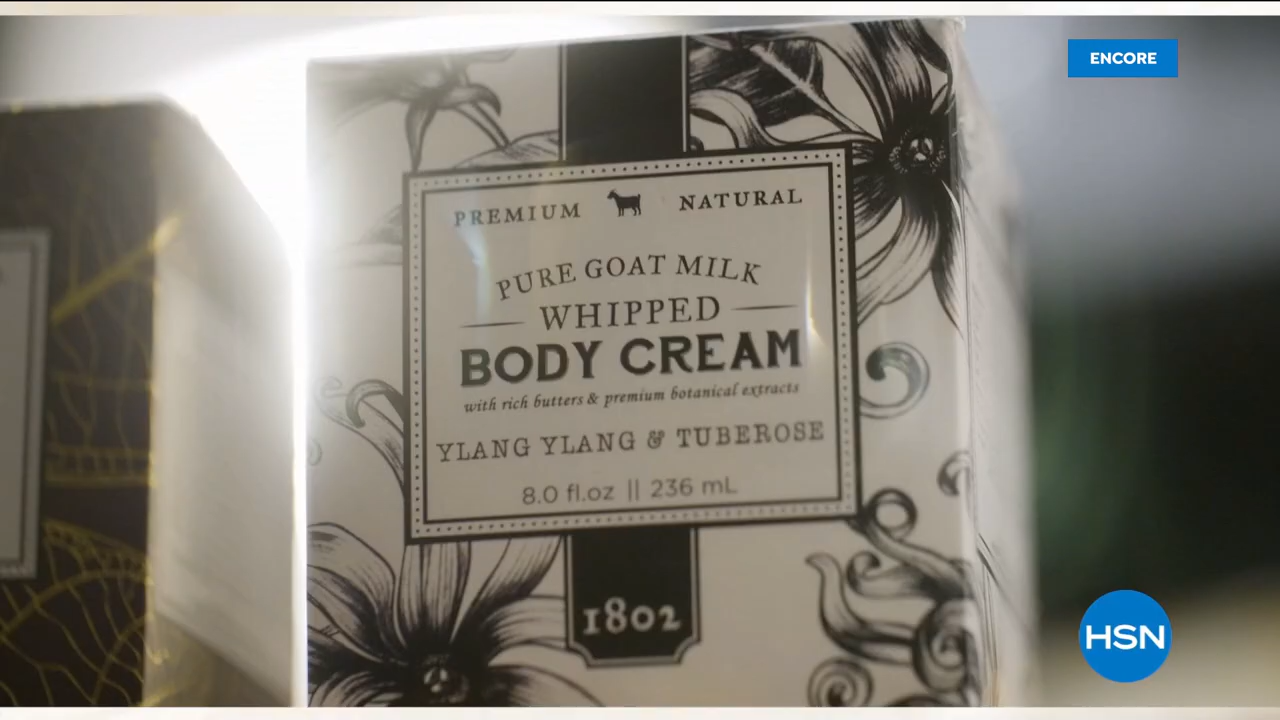 ENCORE
PREMIUM NATURAL
PURE GOAT MILK
WHIPPED
BODY CREAM
with rich butters & premium botanical extracts
YLANG YLANG & TUBEROSE
8.0 fl.oz || 236 mL
1802
HSN